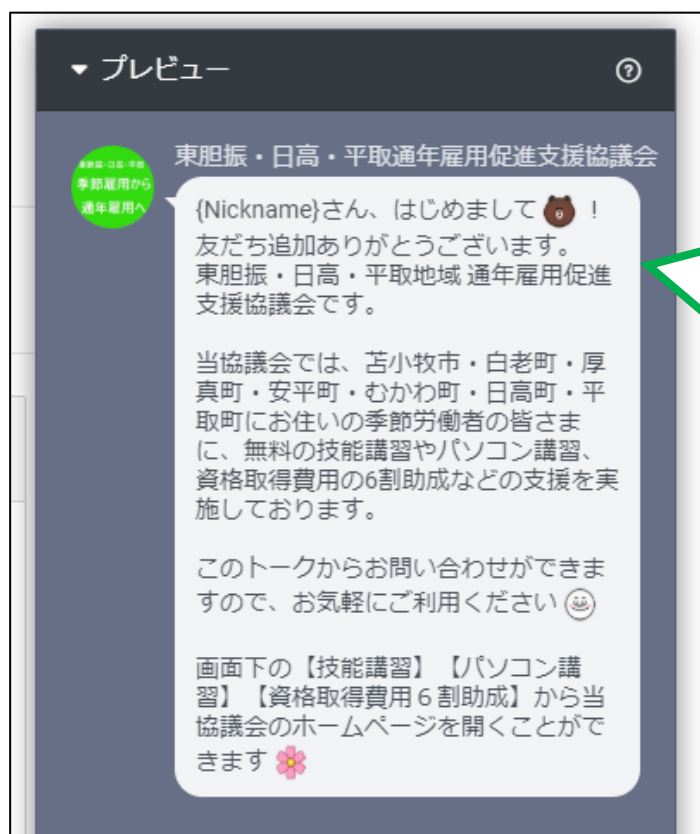 プレビュー
東胆振・日高・平取通年雇用促進支援協議会
東胆振・日高・平取
季節雇用から
通年雇用へ
{Nickname}さん、はじめまして！
友だち追加ありがとうございます。
東胆振・日高・平取地域 通年雇用促進
支援協議会です。
当協議会では、苫小牧市・白老町・厚
真町・安平町・むかわ町・日高町・平
取町にお住いの季節労働者の皆さま
に、無料の技能講習やパソコン講習、
資格取得費用の6割助成などの支援を実
施しております。
このトークからお問い合わせができま
すので、お気軽にご利用ください
画面下の【技能講習】【パソコン講
習】【資格取得費用６割助成】から当
協議会のホームページを開くことがで
きます